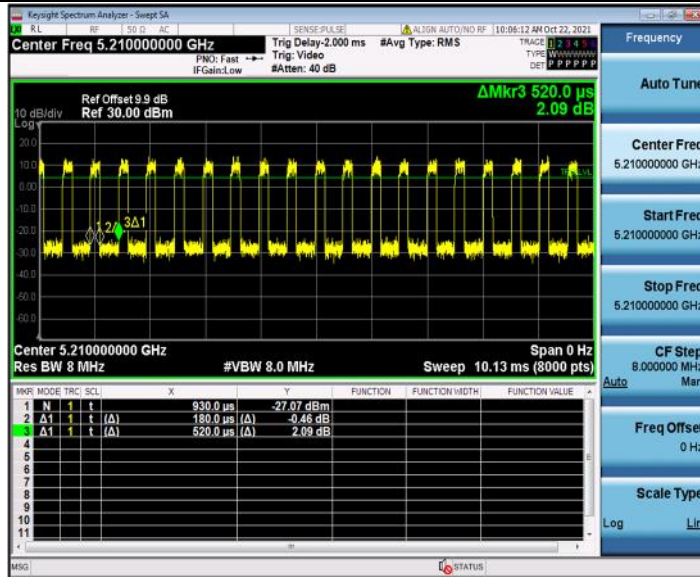 Keysight Spectrum Analyzer - Swept SA
RL RF 50 Ω AC SENSE:PULSE ALIGN AUTO/NO RF 10:06:12 AM Oct 22, 2021
Center Freq 5.210000000 GHz
PNO: Fast
IFGain:Low
Trig Delay-2.000 ms
Trig: Video
#Atten: 40 dB
#Avg Type: RMS
TRACE 1 2 3 4 5 6
TYPE WWWWWW
DET P P P P P P
ΔMkr3 520.0 µs
2.09 dB
Ref Offset 9.9 dB
10 dB/div Ref 30.00 dBm
Log
20.0
10.0
0.00
-10.0
-20.0
-30.0
-40.0
-50.0
-60.0
3Δ1
Center 5.210000000 GHz Span 0 Hz
Res BW 8 MHz #VBW 8.0 MHz Sweep 10.13 ms (8000 pts)
MKR MODE TRC SCL X Y FUNCTION FUNCTION WIDTH FUNCTION VALUE
1 N 1 t 930.0 µs -27.07 dBm
2 Δ1 1 t (Δ) 180.0 µs (Δ) -0.46 dB
3 Δ1 1 t (Δ) 520.0 µs (Δ) 2.09 dB
4
5
6
7
8
9
10
11
MSG STATUS
Frequency
Auto Tune
Center Freq
5.210000000 GHz
Start Freq
5.210000000 GHz
Stop Freq
5.210000000 GHz
CF Step
8.000000 MHz
Auto Man
Freq Offset
0 Hz
Scale Type
Log Lin